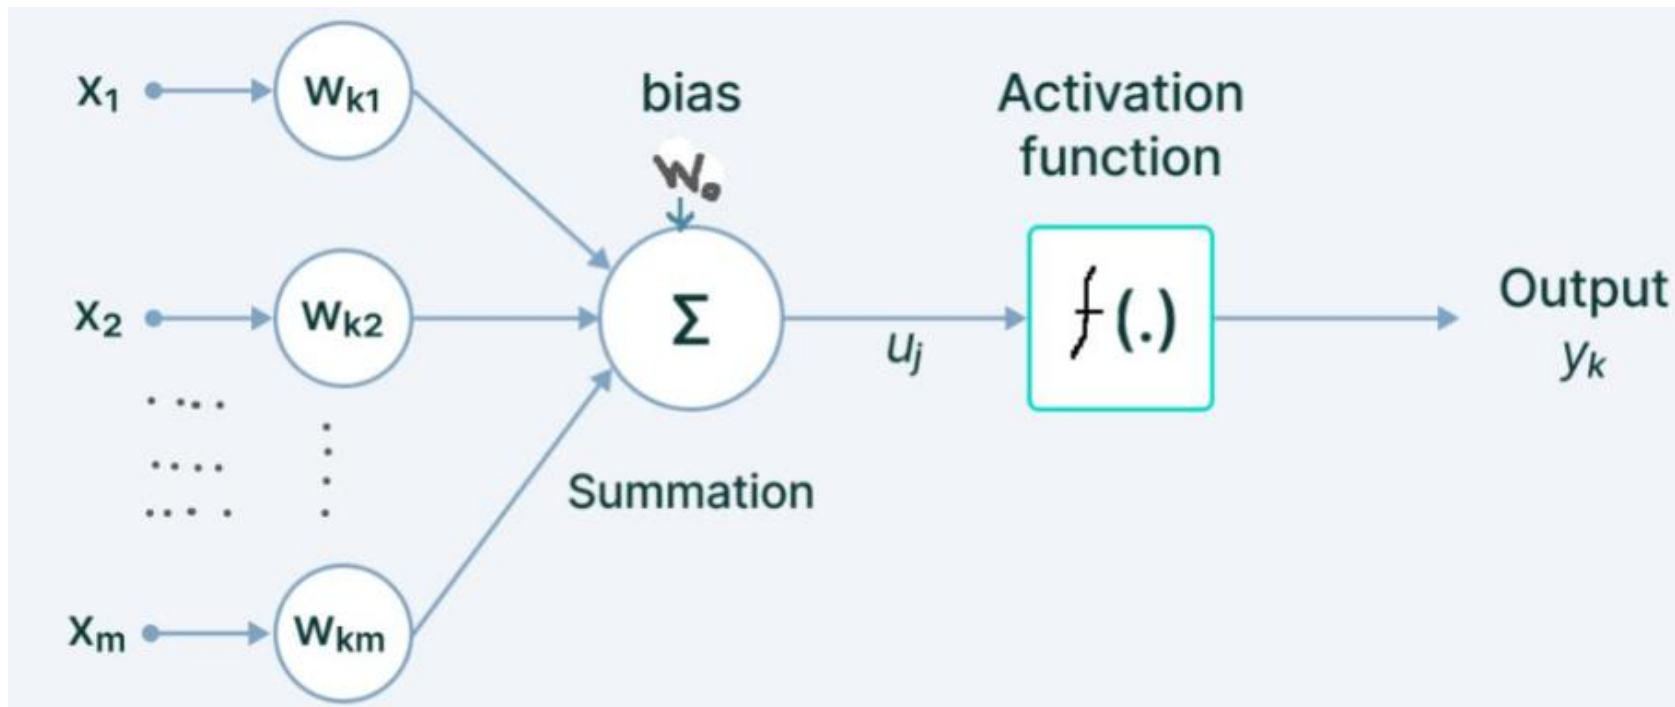 x₁
wₖ₁
bias
w₀
Activation
function
x₂
wₖ₂
Σ
uⱼ
f(.)
Output
yₖ
Summation
xₘ
wₖₘ